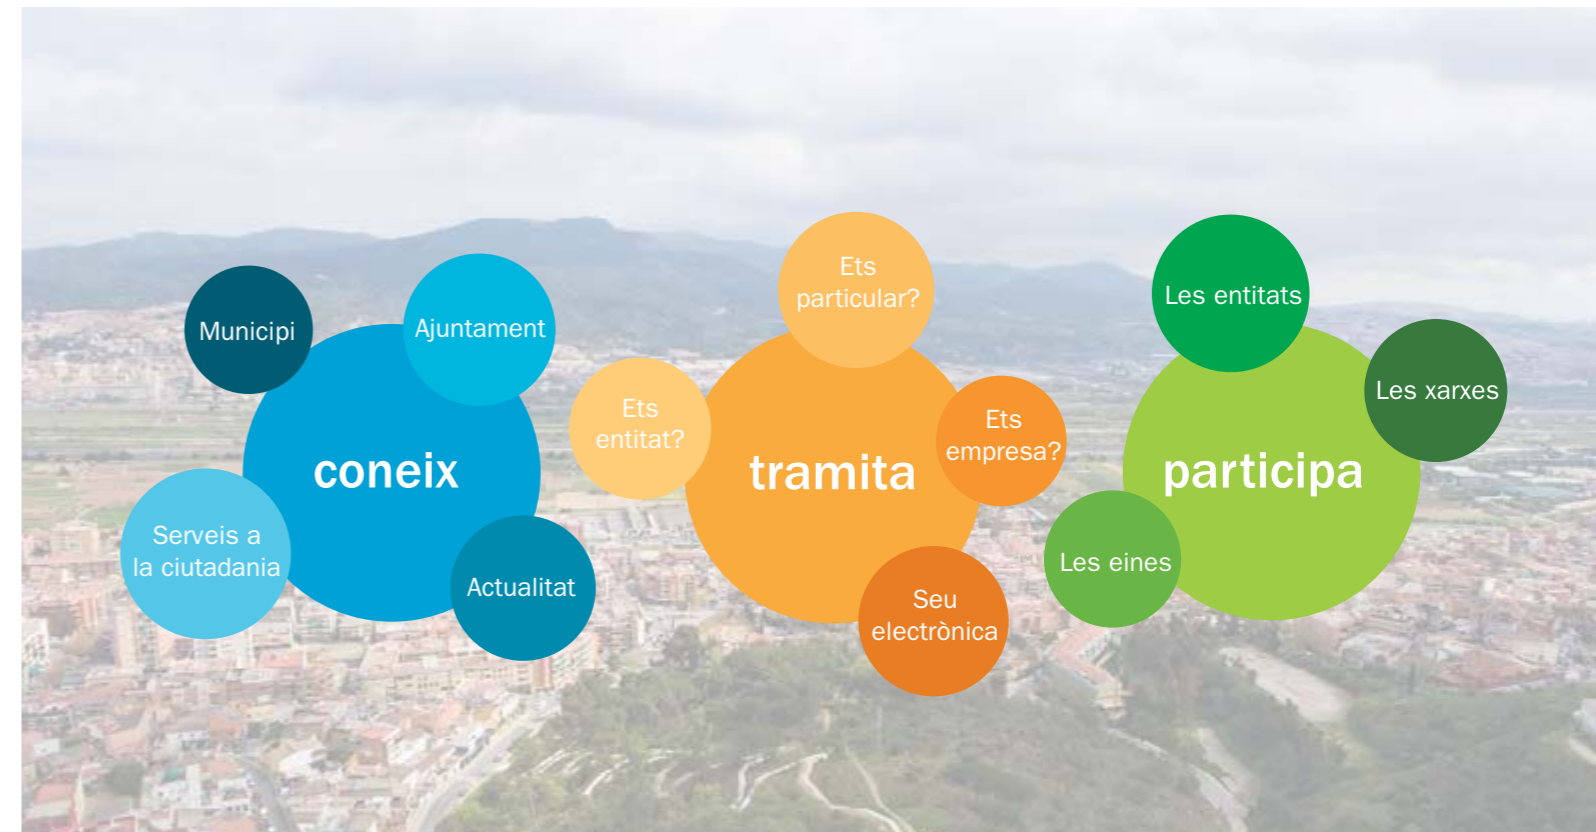 Municipi
Ajuntament
coneix
Serveis a
la ciutadania
Actualitat
Ets
particular?
Ets
entitat?
Ets
empresa?
tramita
Seu
electrònica
Les entitats
Les xarxes
participa
Les eines